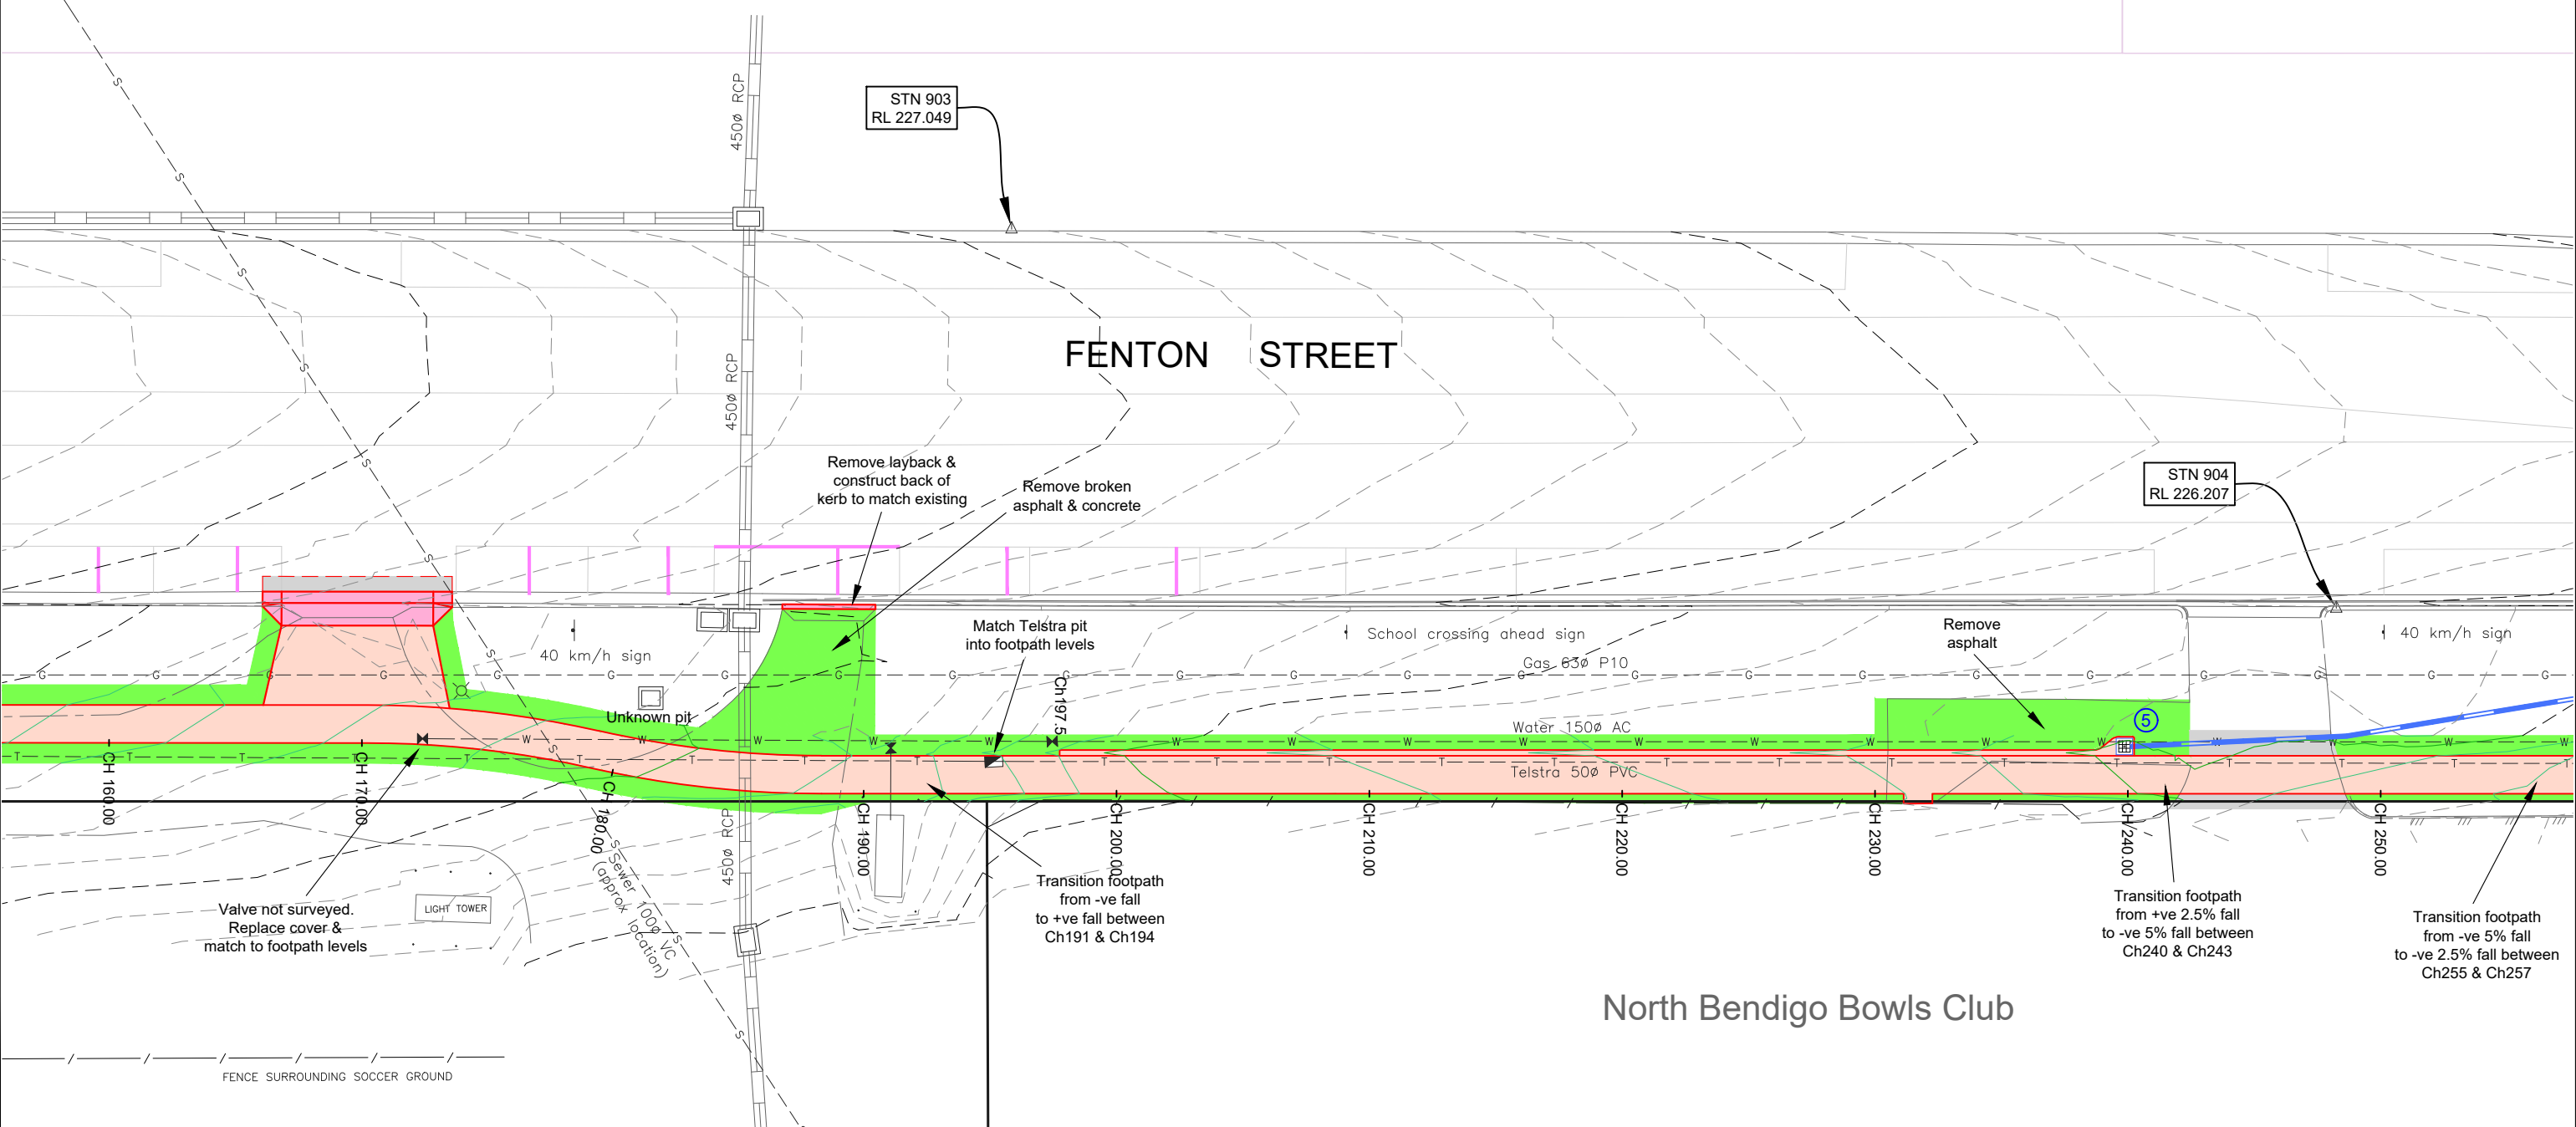 450ø RCP
STN 903
RL 227.049
FENTON STREET
450ø RCP
Remove layback &
construct back of
kerb to match existing
Remove broken
asphalt & concrete
STN 904
RL 226.207
Match Telstra pit
into footpath levels
School crossing ahead sign
Remove
asphalt
40 km/h sign
40 km/h sign
Gas 63ø P10
Unknown pit
Ch197.5
Water 150ø AC
5
Telstra 50ø PVC
CH 160.00
CH 170.00
CH 180.00
CH 190.00
CH 200.00
CH 210.00
CH 220.00
CH 230.00
CH 240.00
CH 250.00
450ø RCP
Sewer 100ø VC
(approx location)
Valve not surveyed.
Replace cover &
match to footpath levels
LIGHT TOWER
Transition footpath
from -ve fall
to +ve fall between
Ch191 & Ch194
Transition footpath
from +ve 2.5% fall
to -ve 5% fall between
Ch240 & Ch243
Transition footpath
from -ve 5% fall
to -ve 2.5% fall between
Ch255 & Ch257
North Bendigo Bowls Club
FENCE SURROUNDING SOCCER GROUND